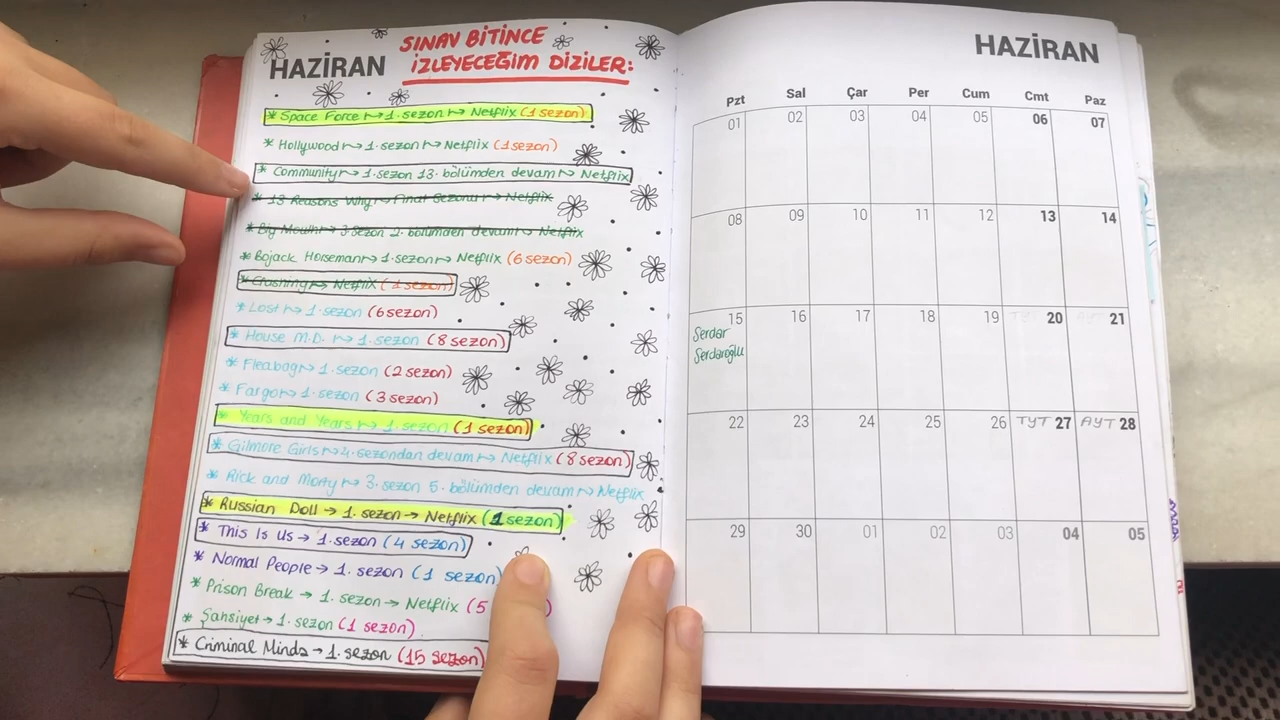 SINAV BİTİNCE
HAZİRAN İZLEYECEĞİM DİZİLER:
* Space Force → 1. sezon → Netflix (1 sezon)
* Hollywood → 1. sezon → Netflix (1 sezon)
* Community → 1. sezon 13. bölümden devam → Netflix
* 13 Reasons Why → Final Sezonu → Netflix
* Big Mouth → 3. sezon 2. bölümden devam → Netflix
* Bojack Horseman → 1. sezon → Netflix (6 sezon)
* Crashing → Netflix (1 sezon)
* Lost → 1. sezon (6 sezon)
* House M.D. → 1. sezon (8 sezon)
* Fleabag → 1. sezon (2 sezon)
* Fargo → 1. sezon (3 sezon)
* Years and Years → 1. sezon (1 sezon)
* Gilmore Girls → 4. sezondan devam → Netflix (8 sezon)
* Rick and Morty → 3. sezon 5. bölümden devam → Netflix
* Russian Doll → 1. sezon → Netflix (1 sezon)
* This Is Us → 1. sezon (4 sezon)
* Normal People → 1. sezon (1 sezon)
* Prison Break → 1. sezon → Netflix (5
* Şahsiyet → 1. sezon (1 sezon)
* Criminal Minds → 1. sezon (15 sezon)
HAZİRAN
Pzt Sal Çar Per Cum Cmt Paz
01 02 03 04 05 06 07
08 09 10 11 12 13 14
15 16 17 18 19 TYT 20 AYT 21
Serdar
Serdaroğlu
22 23 24 25 26 TYT 27 AYT 28
29 30 01 02 03 04 05